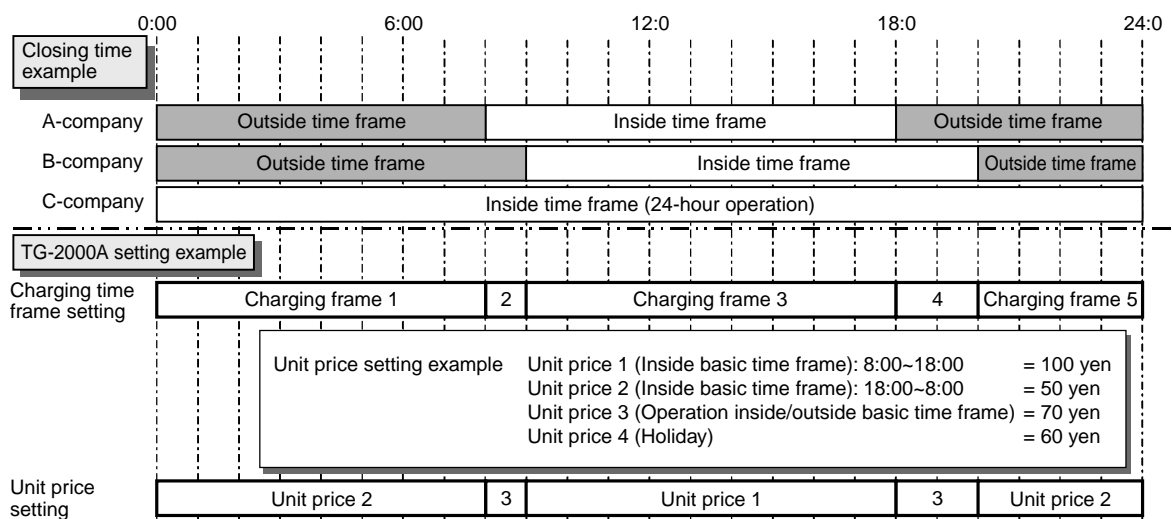 0:00 6:00 12:0 18:0 24:0
Closing time
example
A-company Outside time frame Inside time frame Outside time frame
B-company Outside time frame Inside time frame Outside time frame
C-company Inside time frame (24-hour operation)
TG-2000A setting example
Charging time
frame setting
Charging frame 1 2 Charging frame 3 4 Charging frame 5
Unit price setting example Unit price 1 (Inside basic time frame): 8:00~18:00 = 100 yen
Unit price 2 (Inside basic time frame): 18:00~8:00 = 50 yen
Unit price 3 (Operation inside/outside basic time frame) = 70 yen
Unit price 4 (Holiday) = 60 yen
Unit price
setting
Unit price 2 3 Unit price 1 3 Unit price 2